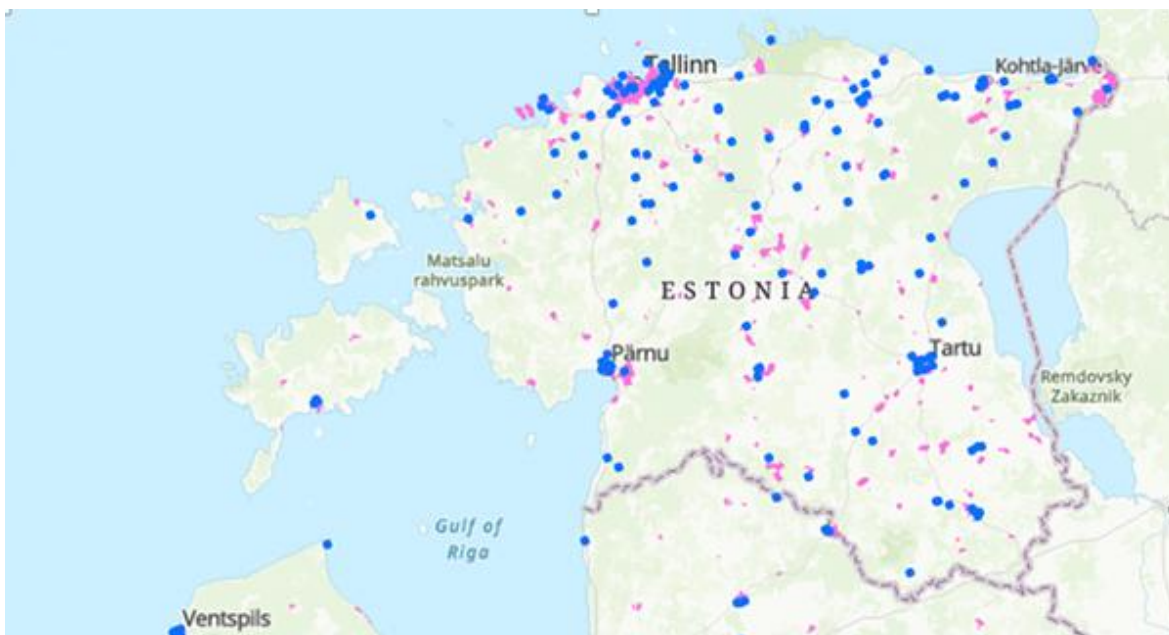 Tallinn
Kohtla-Järve
Matsalu
rahvuspark
ESTONIA
Pärnu
Tartu
Remdovsky
Zakaznik
Gulf of
Riga
Ventspils